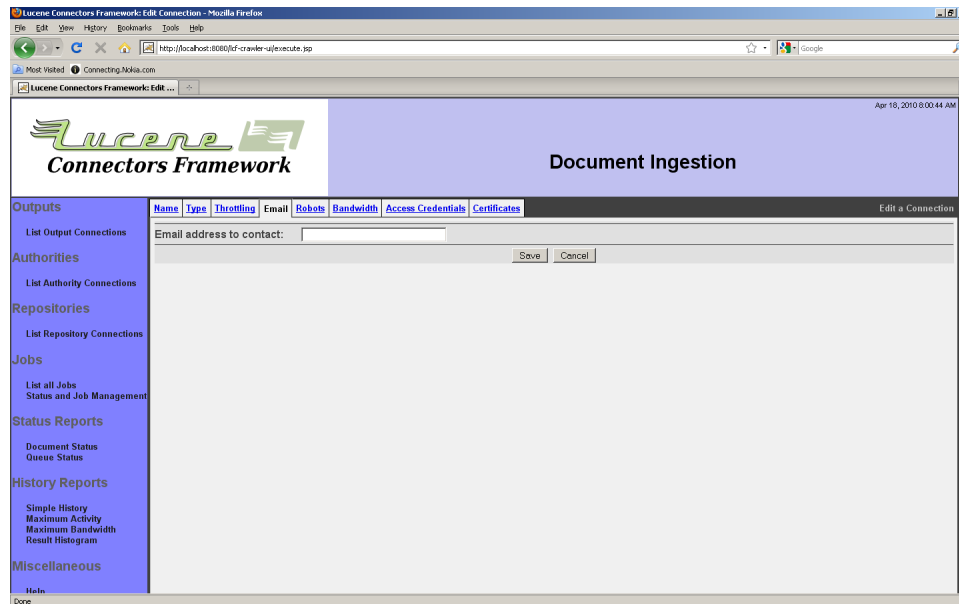 Lucene Connectors Framework: Edit Connection - Mozilla Firefox
File Edit View History Bookmarks Tools Help
http://localhost:8080/lcf-crawler-ui/execute.jsp
Google
Most Visited Connecting.Nokia.com
Lucene Connectors Framework: Edit ...
Apr 18, 2010 8:00:44 AM
Lucene
Connectors Framework
Document Ingestion
Outputs
List Output Connections
Authorities
List Authority Connections
Repositories
List Repository Connections
Jobs
List all Jobs
Status and Job Management
Status Reports
Document Status
Queue Status
History Reports
Simple History
Maximum Activity
Maximum Bandwidth
Result Histogram
Miscellaneous
Help
Name Type Throttling Email Robots Bandwidth Access Credentials Certificates Edit a Connection
Email address to contact:
Save Cancel
Done